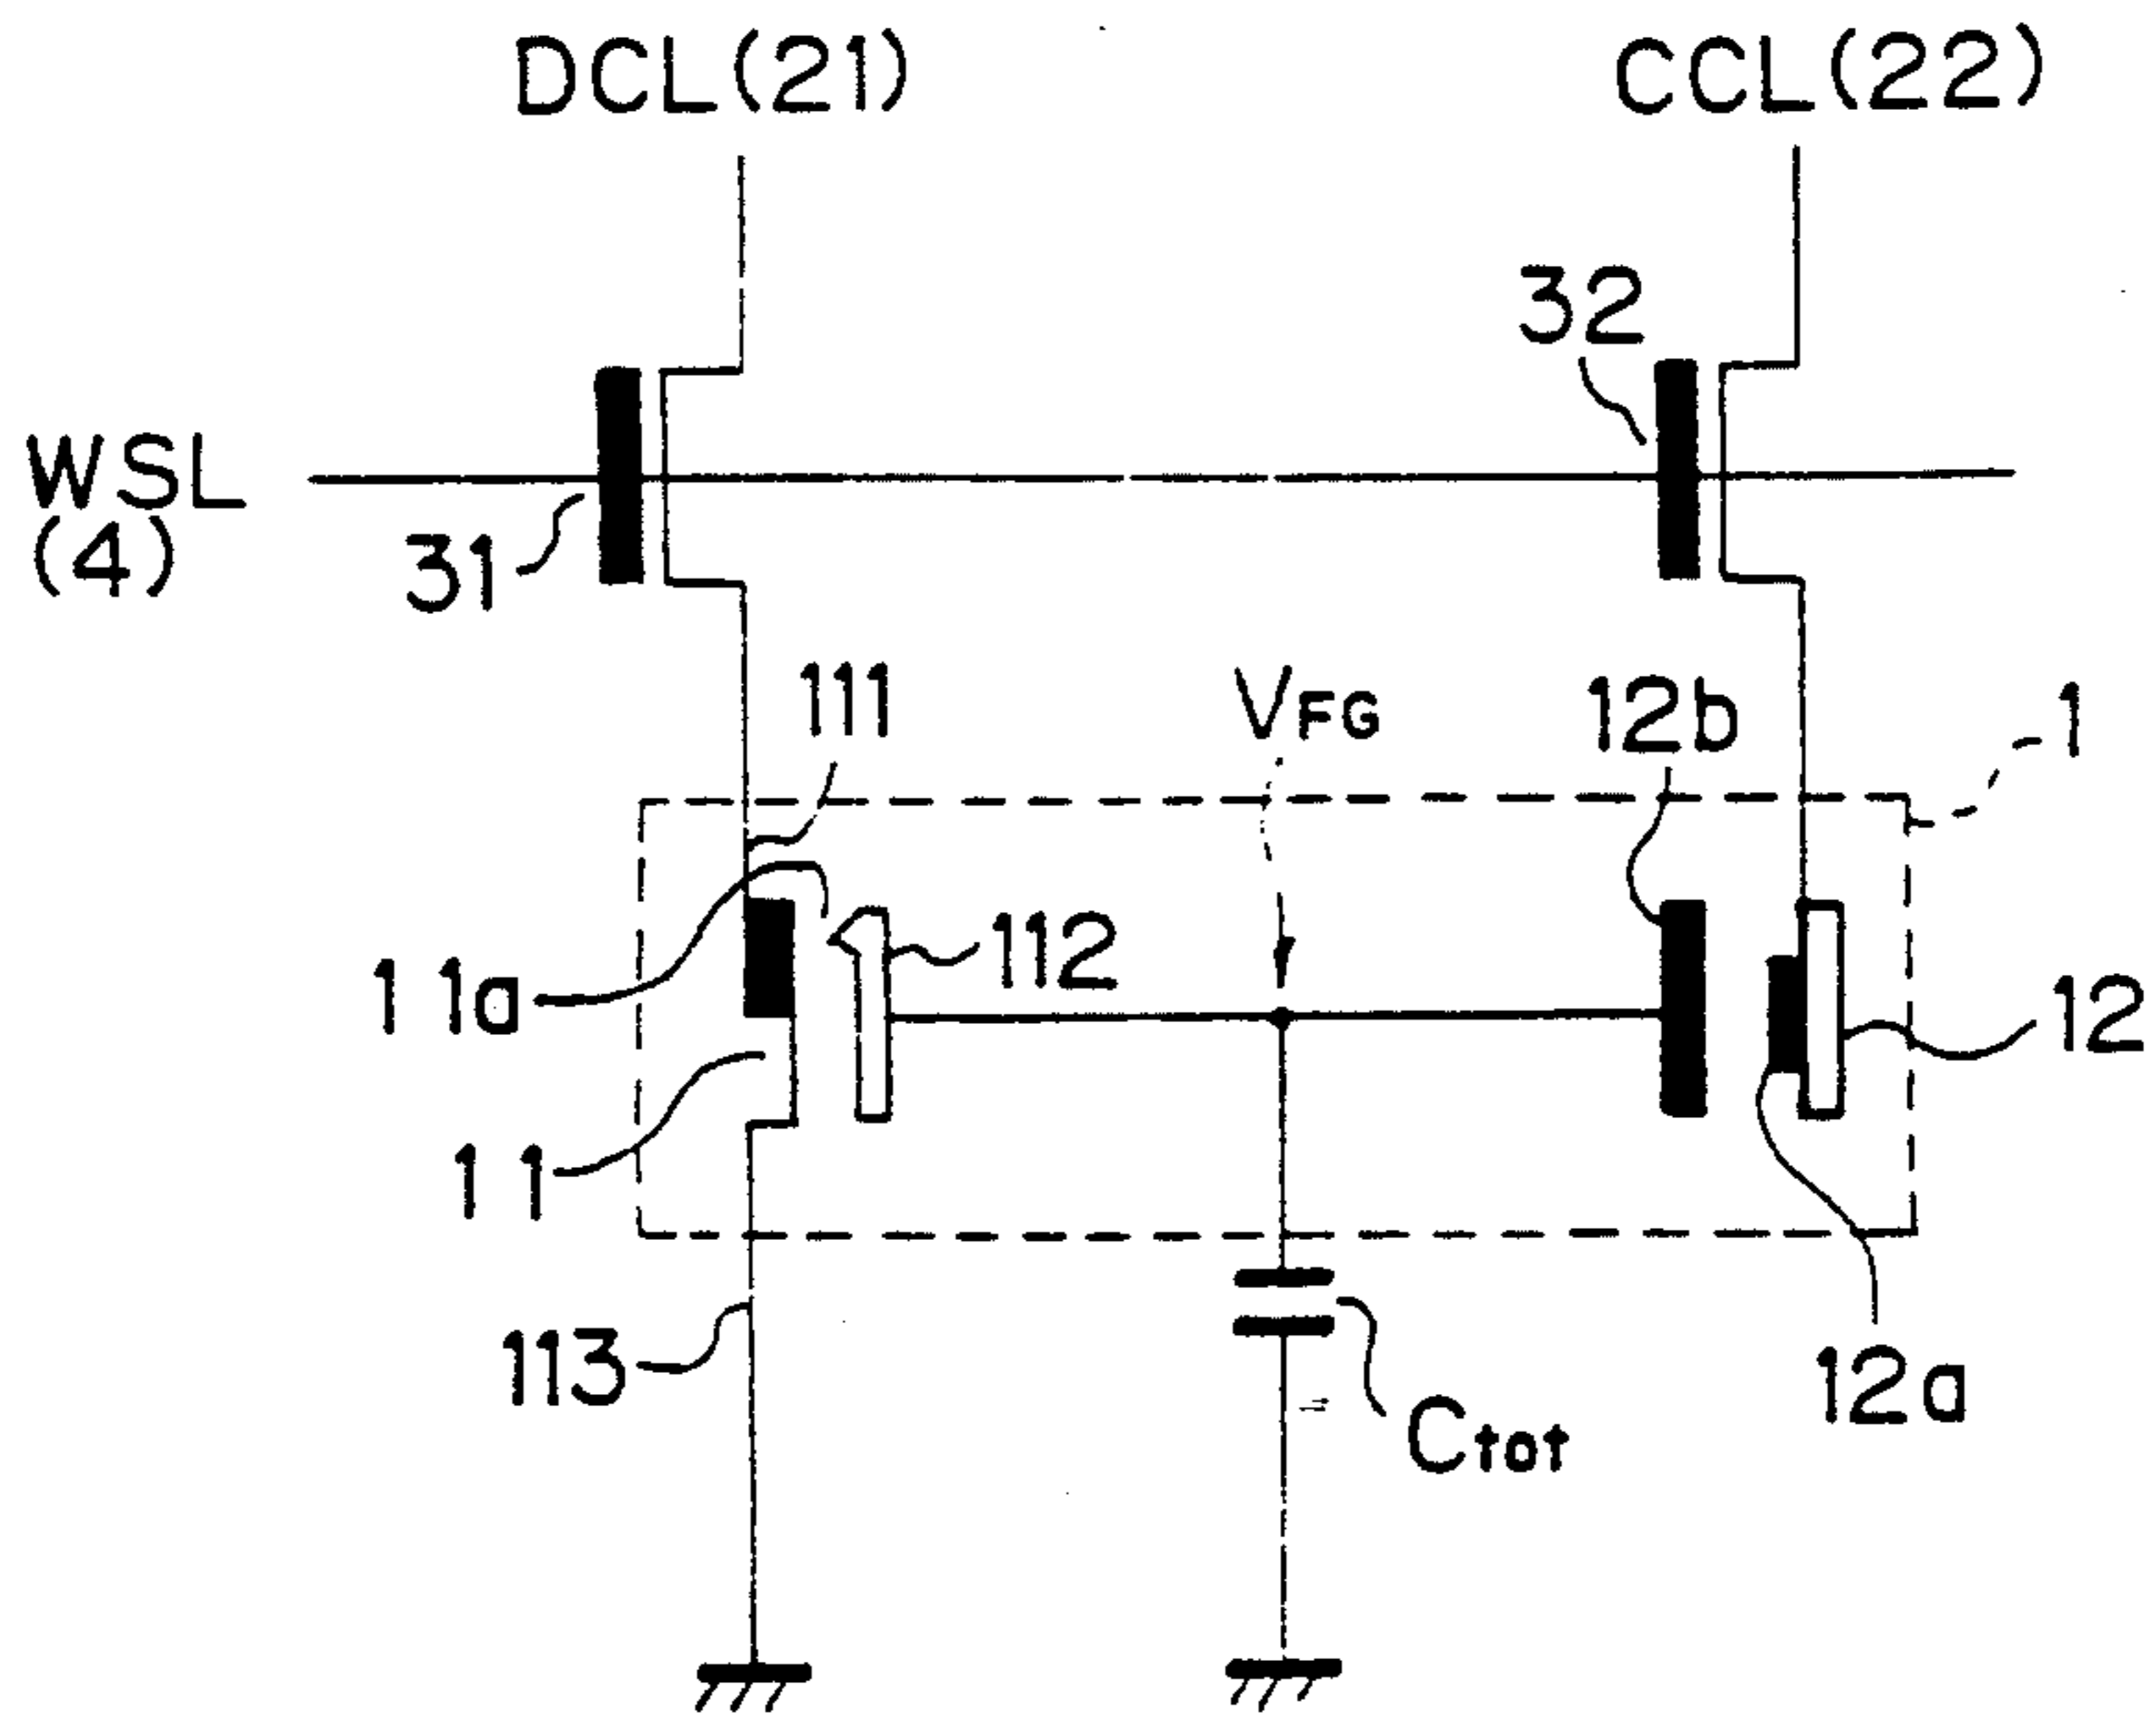 DCL(21)
CCL(22)
32
WSL
(4)
31
111
VFG
12b
1
11a
112
12
11
113
12a
Ctot